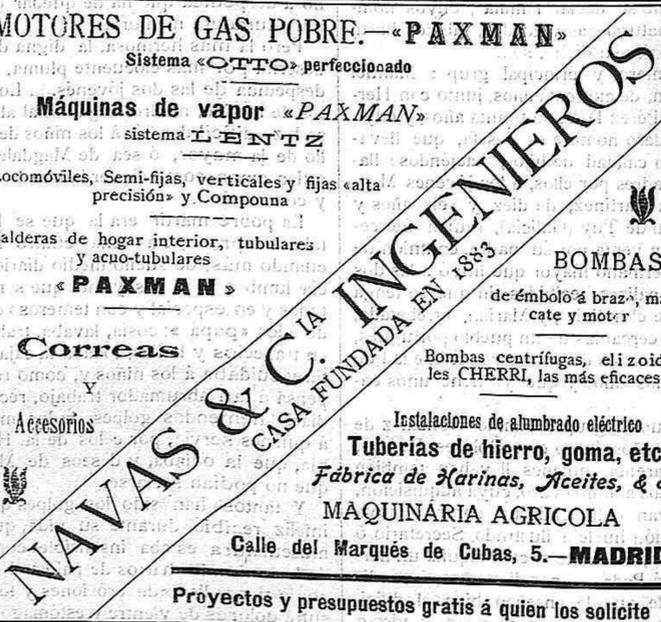 MOTORES DE GAS POBRE.—«PAXMAN»
Sistema «OTTO» perfeccionado
Máquinas de vapor «PAXMAN»
sistema LENTZ
Locomóviles, Semi-fijas, verticales y fijas «alta
precisión» y Compouna
alderas de hogar interior, tubulares
y acuo-tubulares
«PAXMAN»
Correas
Y
Accesorios
NAVAS & C.IA INGENIEROS
CASA FUNDADA EN 1883
BOMBAS
de émbolo á braz, m
cate y motor
Bombas centrífugas, elizoid
les CHERRI, las más eficaces
Instalaciones de alumbrado eléctrico
Tuberías de hierro, goma, etc
Fábrica de Harinas, Aceites, &
MAQUINARIA AGRICOLA
Calle del Marqués de Cubas, 5.—MADRID
Proyectos y presupuestos gratis á quien los solicite